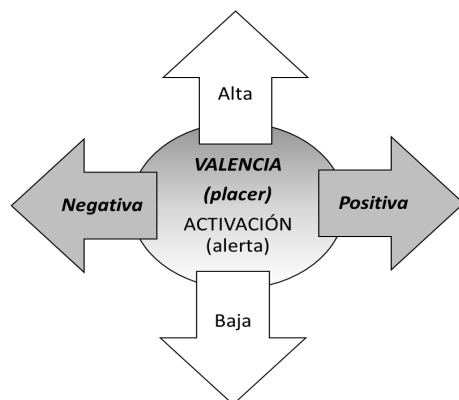 Alta
VALENCIA
(placer)
Negativa
Positiva
ACTIVACIÓN
(alerta)
Baja